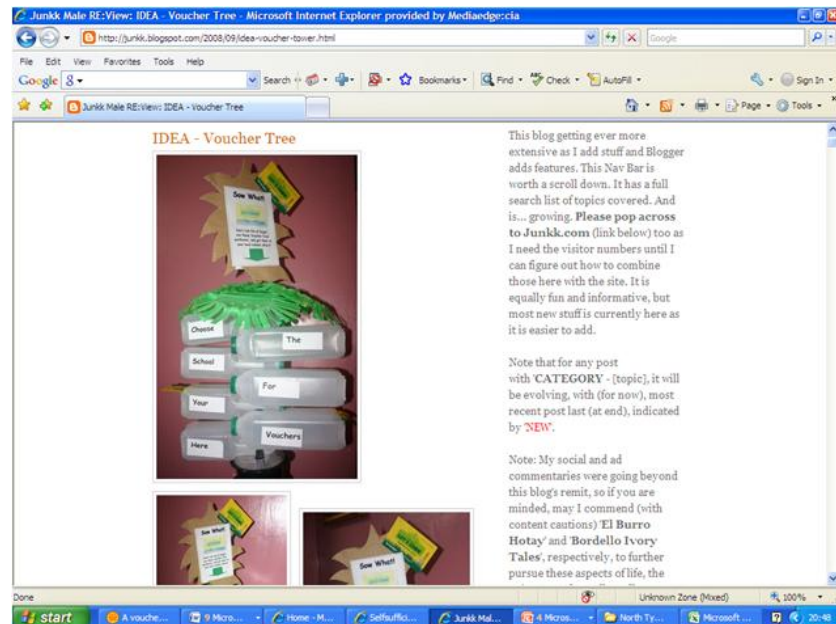 Junkk Male RE:View: IDEA - Voucher Tree - Microsoft Internet Explorer provided by Mediaedge:cia
http://junkk.blogspot.com/2008/09/idea-voucher-tower.html
Google
File Edit View Favorites Tools Help
Google Search Bookmarks Find Check AutoFill Sign In
Junkk Male RE:View: IDEA - Voucher Tree Page Tools
IDEA - Voucher Tree
Sow What!
Choose
The
School
For
Your
Vouchers
Here
Sow What!
Sow What!
This blog getting ever more
extensive as I add stuff and Blogger
adds features. This Nav Bar is
worth a scroll down. It has a full
search list of topics covered. And
is... growing. Please pop across
to Junkk.com (link below) too as
I need the visitor numbers until I
can figure out how to combine
those here with the site. It is
equally fun and informative, but
most new stuff is currently here as
it is easier to add.
Note that for any post
with 'CATEGORY - [topic], it will
be evolving, with (for now), most
recent post last (at end), indicated
by 'NEW'.
Note: My social and ad
commentaries were going beyond
this blog's remit, so if you are
minded, may I commend (with
content cautions) 'El Burro
Hotay' and 'Bordello Ivory
Tales', respectively, to further
pursue these aspects of life, the
Done Unknown Zone (Mixed) 100%
start A vouche... 9 Micro... Home - M... Selfsuffici... Junkk Mal... 4 Micros... North Ty... Microsoft ... 20:48